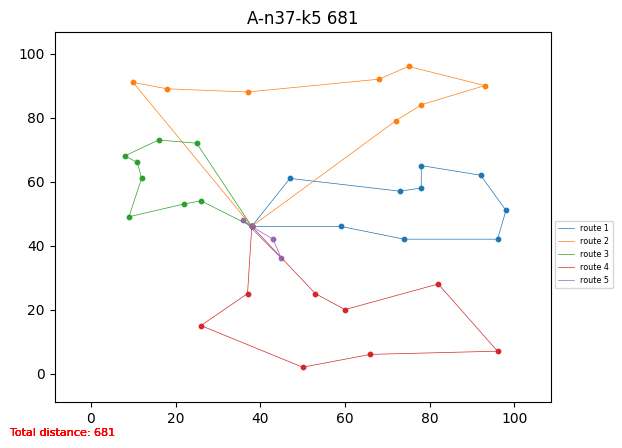 A-n37-k5 681
100
80
60
40
20
0
0 20 40 60 80 100
route 1
route 2
route 3
route 4
route 5
Total distance: 681